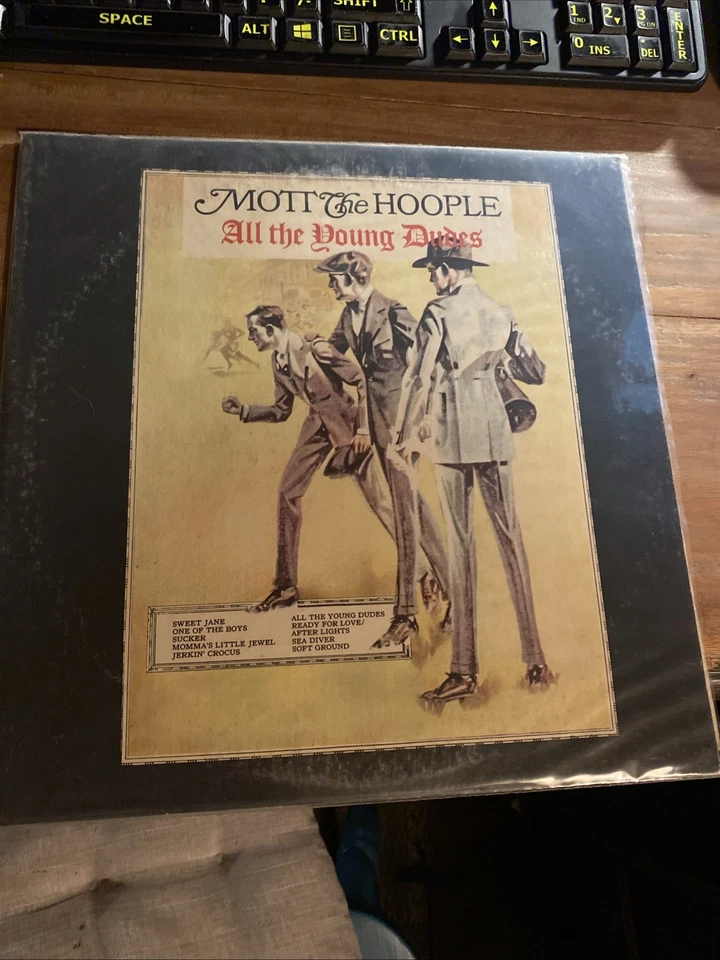 SHIFT
SPACE
ALT
CTRL
1 END
2
3
0 INS
DEL
ENTER
MOTT The HOOPLE
All the Young Dudes
SWEET JANE
ONE OF THE BOYS
SUCKER
MOMMA'S LITTLE JEWEL
JERKIN' CROCUS
ALL THE YOUNG DUDES
READY FOR LOVE/
AFTER LIGHTS
SEA DIVER
SOFT GROUND